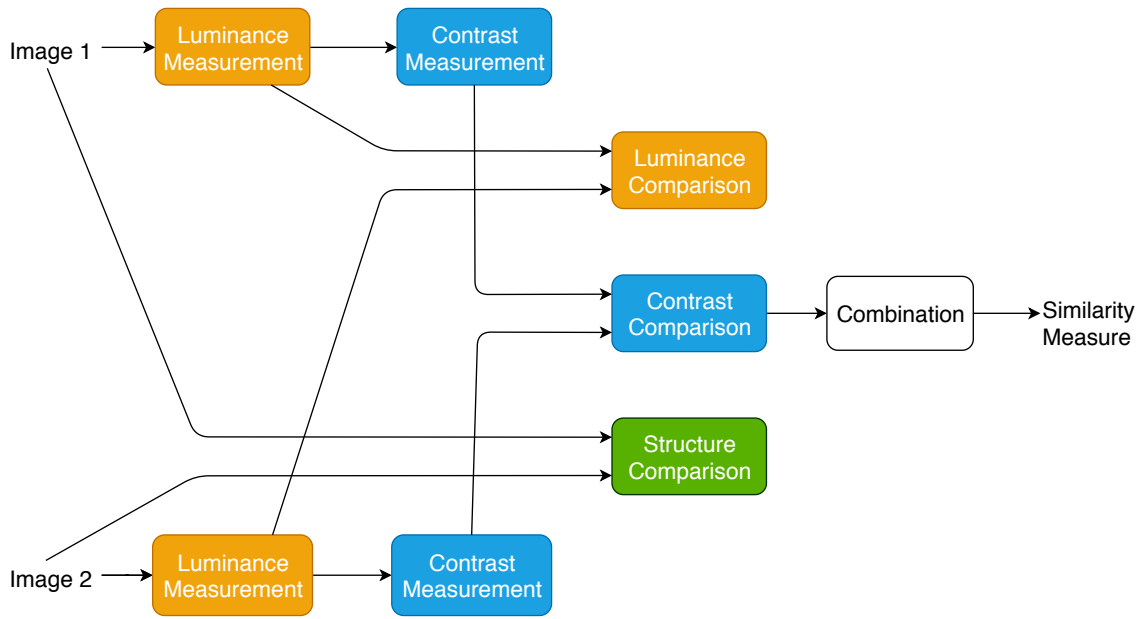 Image 1
Luminance
Measurement
Contrast
Measurement
Luminance
Comparison
Contrast
Comparison
Combination
Similarity
Measure
Structure
Comparison
Image 2
Luminance
Measurement
Contrast
Measurement